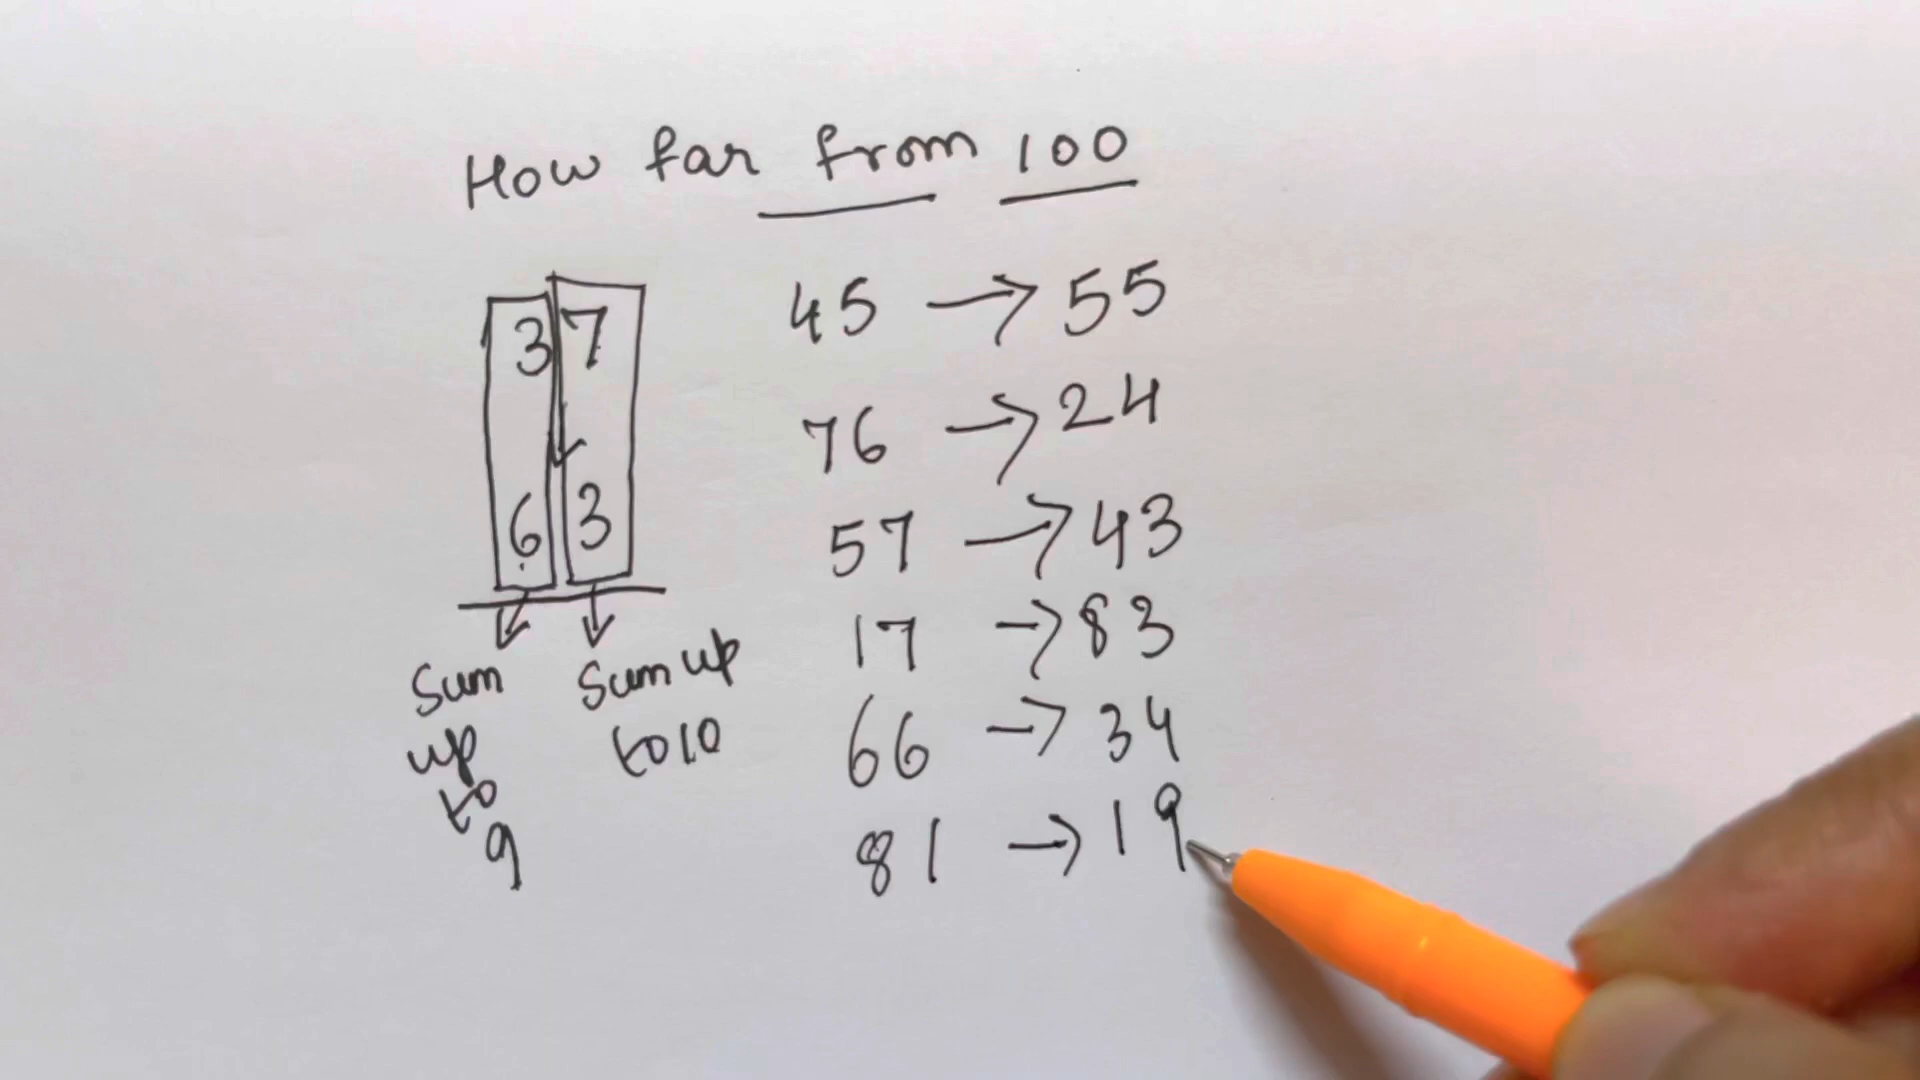 How far from 100
37
63
Sum
up
to
9
Sum up
to 10
45 → 55
76 → 24
57 → 43
17 → 83
66 → 34
81 → 19